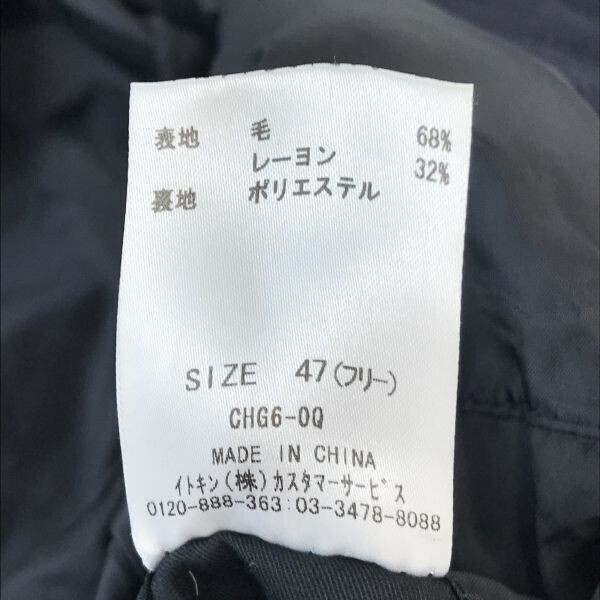 表地 毛 68%
レーヨン 32%
裏地 ポリエステル
SIZE 47(フリー)
CHG6-0Q
MADE IN CHINA
イトキン(株)カスタマーサービス
0120-888-363:03-3478-8088